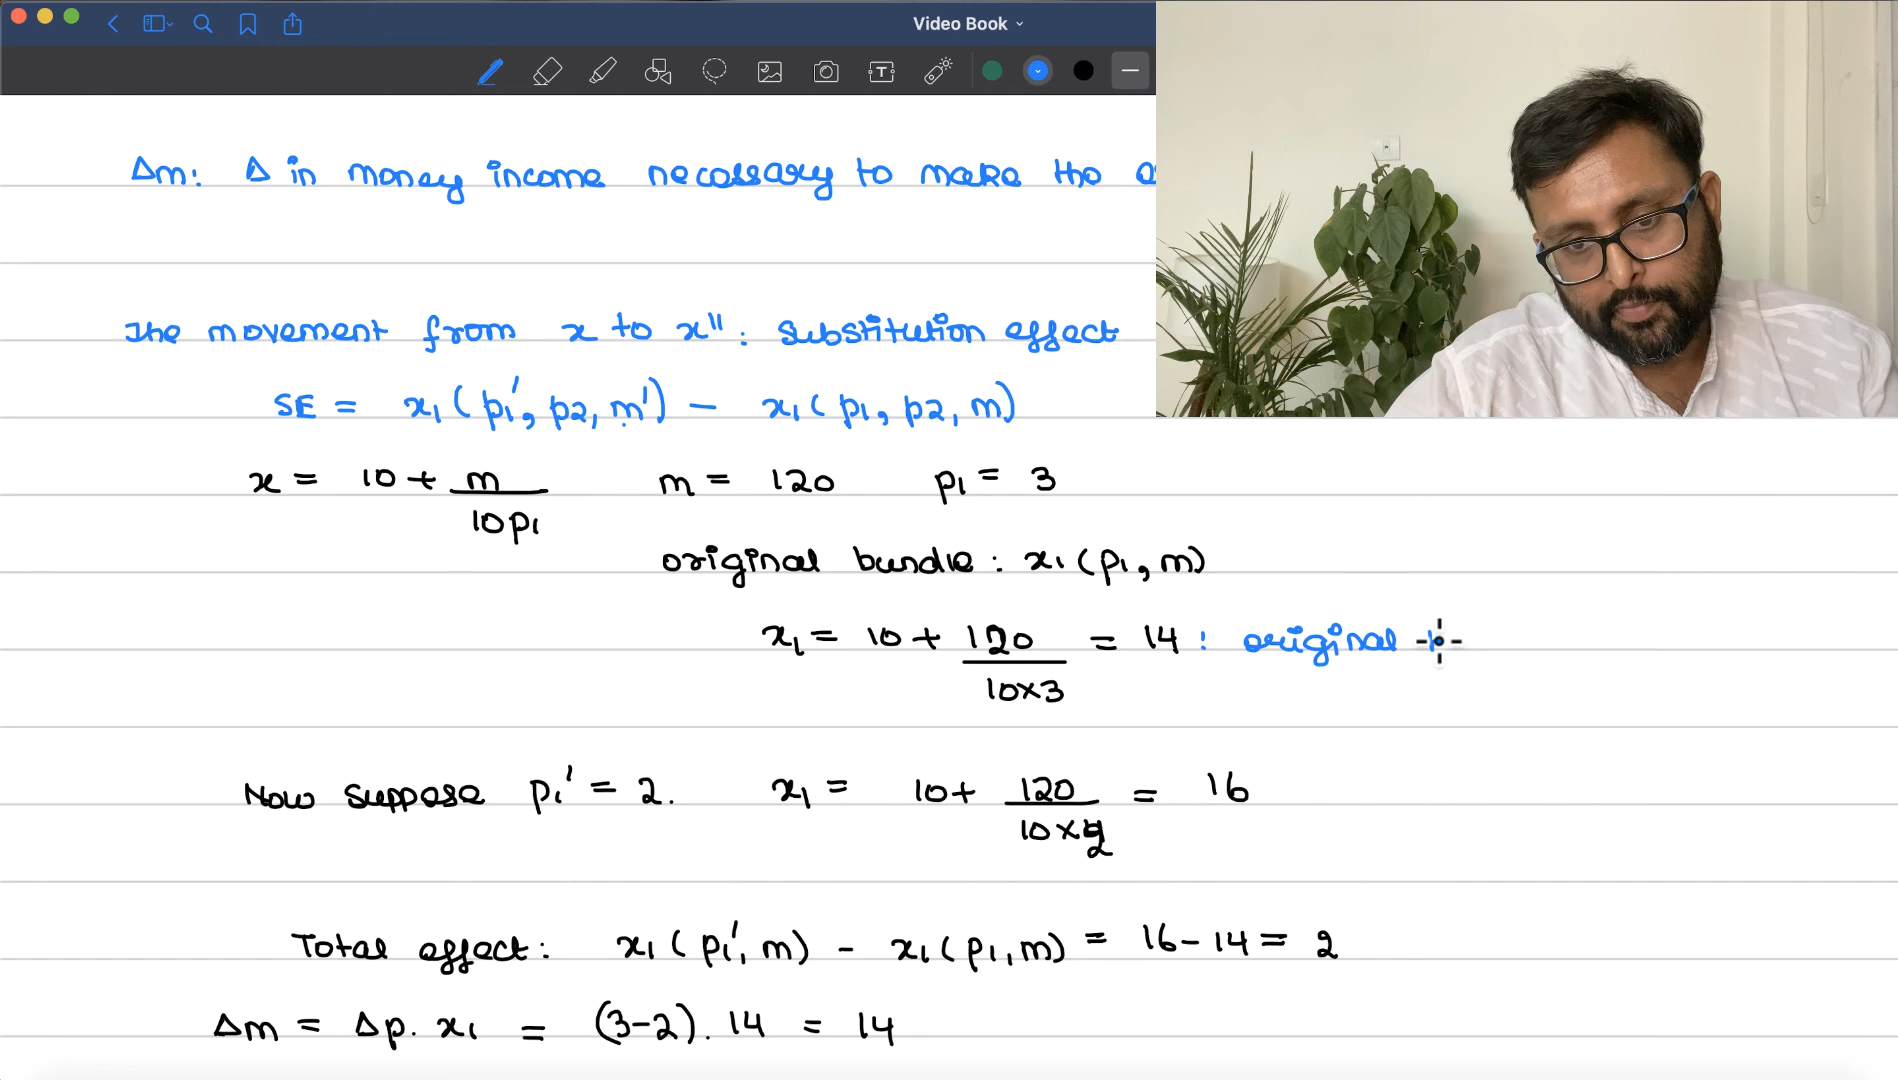 Video Book
Δm: Δ in money income necessary to make the
The movement from x to x'': substitution effect
SE = x₁(p₁', p2, m') - x₁(p₁, p2, m)
x = 10 + m/10p₁ m = 120 p₁ = 3
original bundle: x₁(p₁, m)
x₁ = 10 + 120/10×3 = 14 : original
Now suppose p₁' = 2. x₁ = 10 + 120/10×2 = 16
Total effect: x₁(p₁', m) - x₁(p₁, m) = 16-14 = 2
Δm = Δp. x₁ = (3-2). 14 = 14